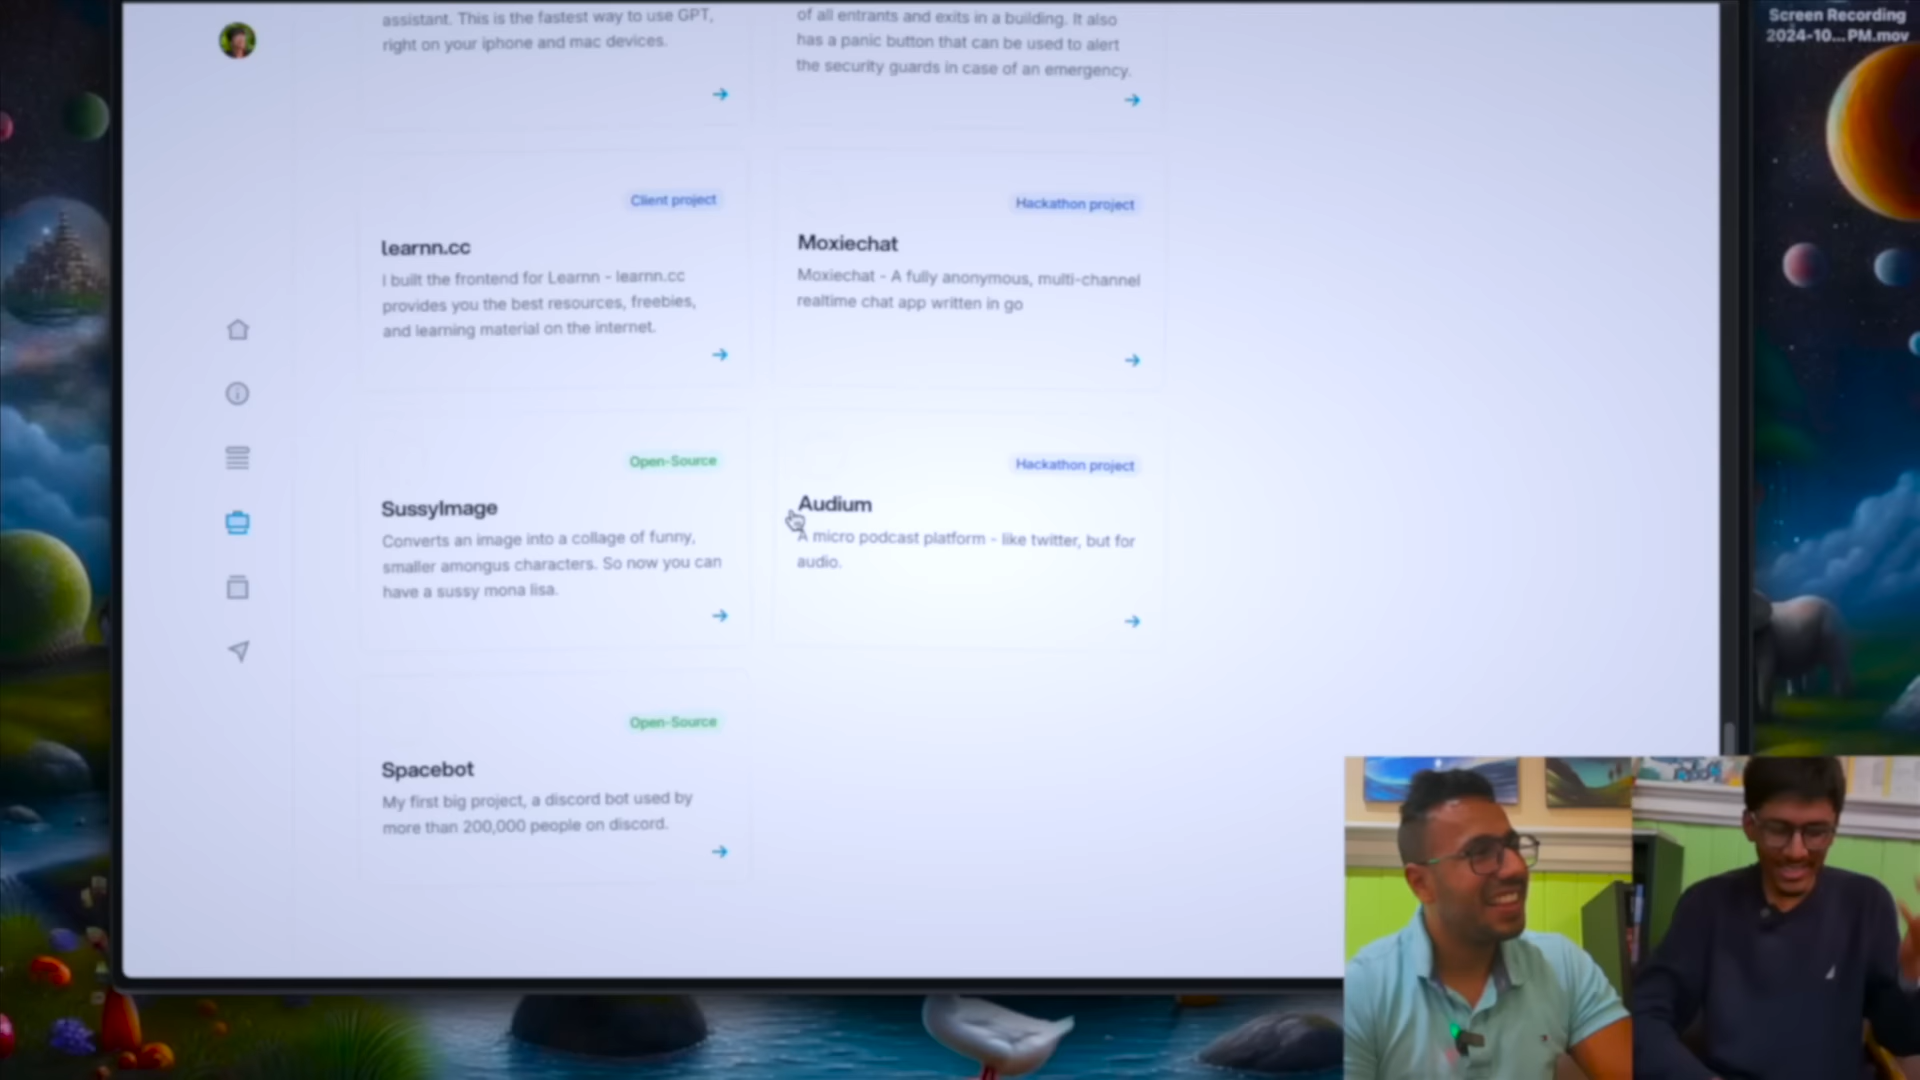 Screen Recording
2024-10...PM.mov
assistant. This is the fastest way to use GPT,
right on your iphone and mac devices.
of all entrants and exits in a building. It also
has a panic button that can be used to alert
the security guards in case of an emergency.
Client project
learnn.cc
I built the frontend for Learnn - learnn.cc
provides you the best resources, freebies,
and learning material on the internet.
Hackathon project
Moxiechat
Moxiechat - A fully anonymous, multi-channel
realtime chat app written in go
Open-Source
SussyImage
Converts an image into a collage of funny,
smaller amongus characters. So now you can
have a sussy mona lisa.
Hackathon project
Audium
A micro podcast platform - like twitter, but for
audio.
Open-Source
Spacebot
My first big project, a discord bot used by
more than 200,000 people on discord.